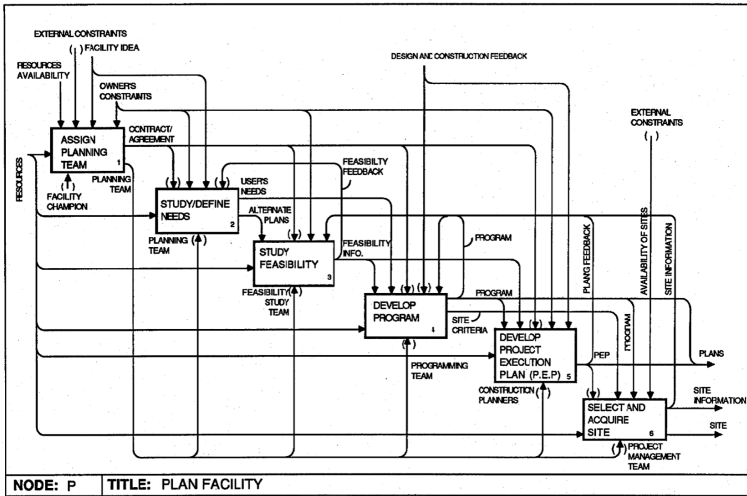 EXTERNAL CONSTRAINTS
( ) FACILITY IDEA
RESOURCES
AVAILABILITY
OWNER'S
CONSTRAINTS
DESIGN AND CONSTRUCTION FEEDBACK
EXTERNAL
CONSTRAINTS
( )
RESOURCES
ASSIGN
PLANNING
TEAM
1
CONTRACT/
AGREEMENT
PLANNING
TEAM
( )
FACILITY
CHAMPION
( )
( )
STUDY/DEFINE
NEEDS
2
USER'S
NEEDS
FEASIBILTY
FEEDBACK
PLANNING
TEAM
( )
ALTERNATE
PLANS
( )
STUDY
FEASIBILITY
3
FEASIBILITY
INFO.
FEASIBILITY
STUDY
TEAM
( )
PROGRAM
PLANG FEEDBACK
AVAILABILITY OF SITES
SITE INFORMATION
( )
( )
DEVELOP
PROGRAM
4
( )
PROGRAM
SITE
CRITERIA
PROGRAMMING
TEAM
( )
DEVELOP
PROJECT
EXECUTION
PLAN (P.E.P)
5
PEP
PROGRAM
PLANS
CONSTRUCTION
PLANNERS
( )
( )
SELECT AND
ACQUIRE
SITE
6
SITE
INFORMATION
SITE
( )
PROJECT
MANAGEMENT
TEAM
NODE: P
TITLE: PLAN FACILITY